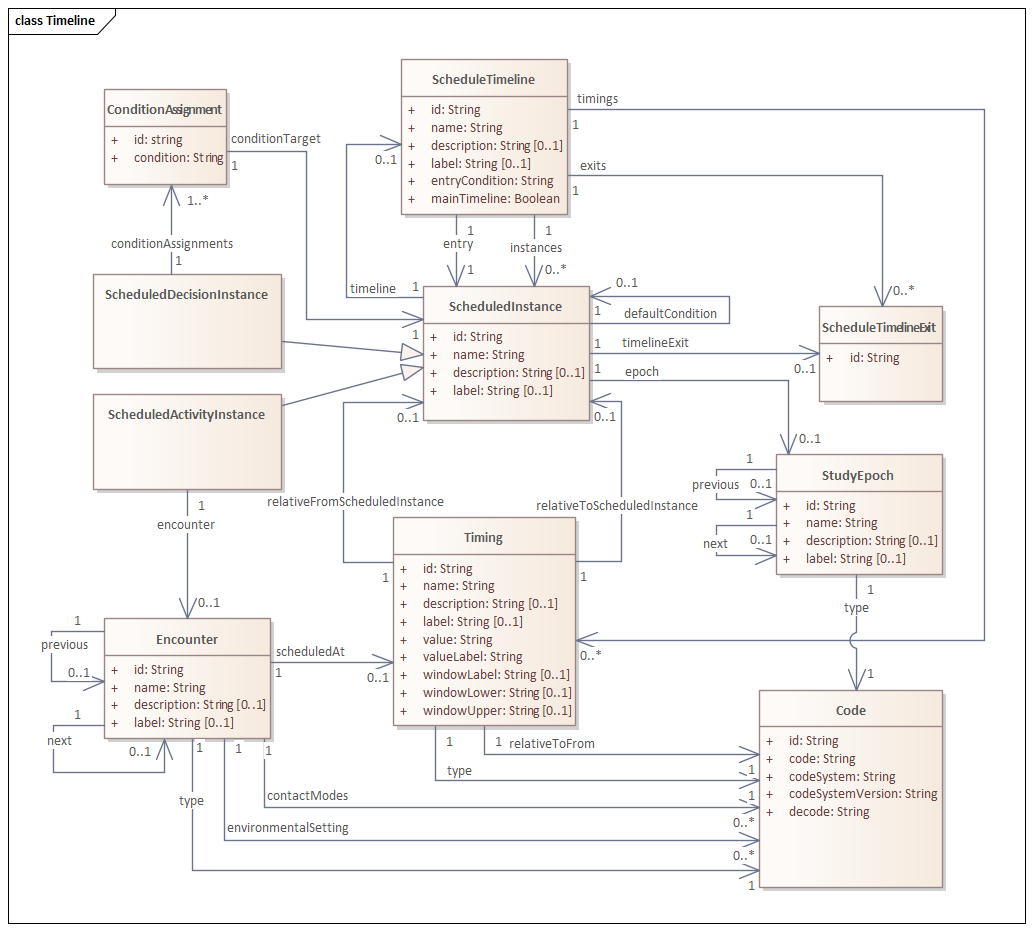 class Timeline
ScheduleTimeline
+ id: String
+ name: String
+ description: String [0..1]
+ label: String [0..1]
+ entryCondition: String
+ mainTimeline: Boolean
timings
1
exits
1
ConditionAssignment
+ id: string
+ condition: String
conditionTarget
1
0..1
1..*
conditionAssignments
1
1
entry
1
1
instances
0..*
ScheduledDecisionInstance
timeline
1
1
ScheduledInstance
+ id: String
+ name: String
+ description: String [0..1]
+ label: String [0..1]
0..1
1
defaultCondition
1
timelineExit
0..1
1
epoch
0..*
ScheduleTimelineExit
+ id: String
0..1
ScheduledActivityInstance
0..1
0..1
1
encounter
0..1
relativeFromScheduledInstance
1
relativeToScheduledInstance
1
StudyEpoch
+ id: String
+ name: String
+ description: String [0..1]
+ label: String [0..1]
1
previous
0..1
1
next
0..1
1
type
1
Timing
+ id: String
+ name: String
+ description: String [0..1]
+ label: String [0..1]
+ value: String
+ valueLabel: String
+ windowLabel: String [0..1]
+ windowLower: String [0..1]
+ windowUpper: String [0..1]
0..*
Encounter
+ id: String
+ name: String
+ description: String [0..1]
+ label: String [0..1]
1
previous
0..1
1
next
0..1
scheduledAt
1
0..1
1
relativeToFrom
1
1
type
1
1
contactModes
0..*
1
environmentalSetting
0..*
1
type
1
Code
+ id: String
+ code: String
+ codeSystem: String
+ codeSystemVersion: String
+ decode: String